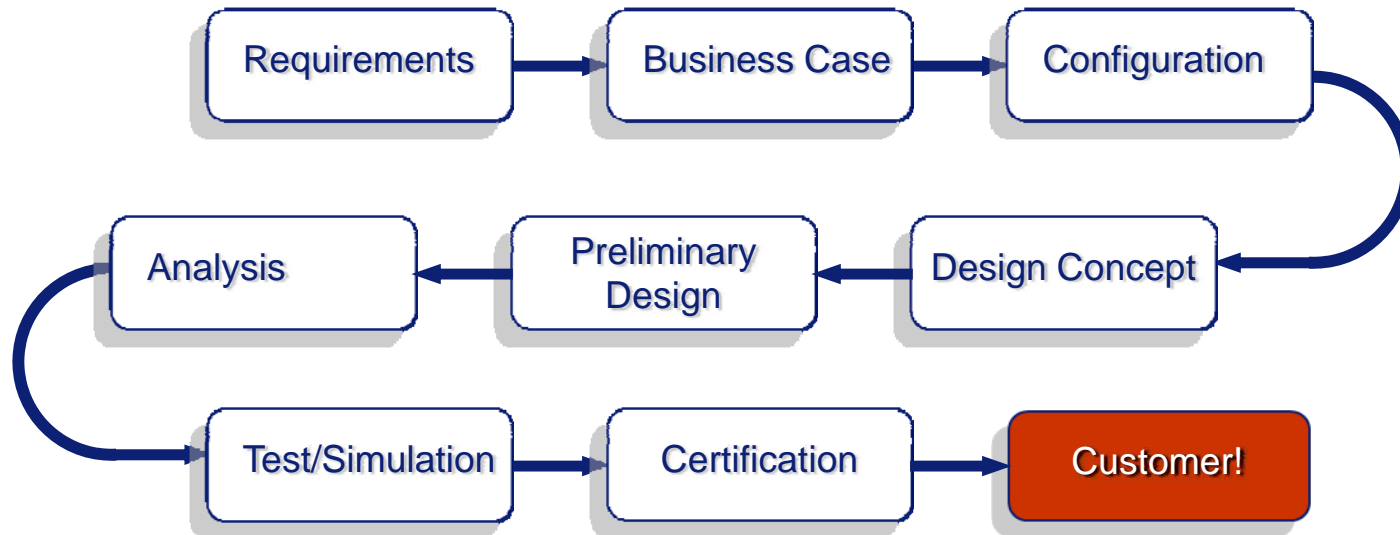 Requirements
Business Case
Configuration
Design Concept
Preliminary
Design
Analysis
Test/Simulation
Certification
Customer!